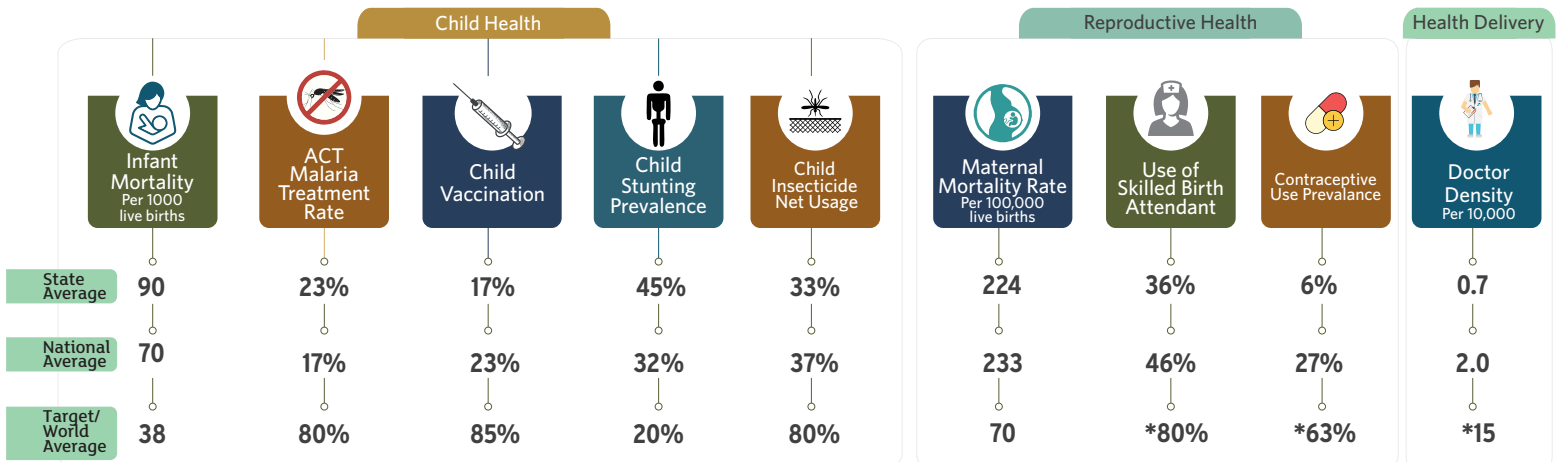 Child Health
Reproductive Health
Health Delivery
Infant
Mortality
Per 1000
live births
ACT
Malaria
Treatment
Rate
Child
Vaccination
Child
Stunting
Prevalence
Child
Insecticide
Net Usage
Maternal
Mortality Rate
Per 100,000
live births
Use of
Skilled Birth
Attendant
Contraceptive
Use Prevalance
Doctor
Density
Per 10,000
State
Average
90 23% 17% 45% 33% 224 36% 6% 0.7
National
Average
70 17% 23% 32% 37% 233 46% 27% 2.0
Target/
World
Average
38 80% 85% 20% 80% 70 *80% *63% *15